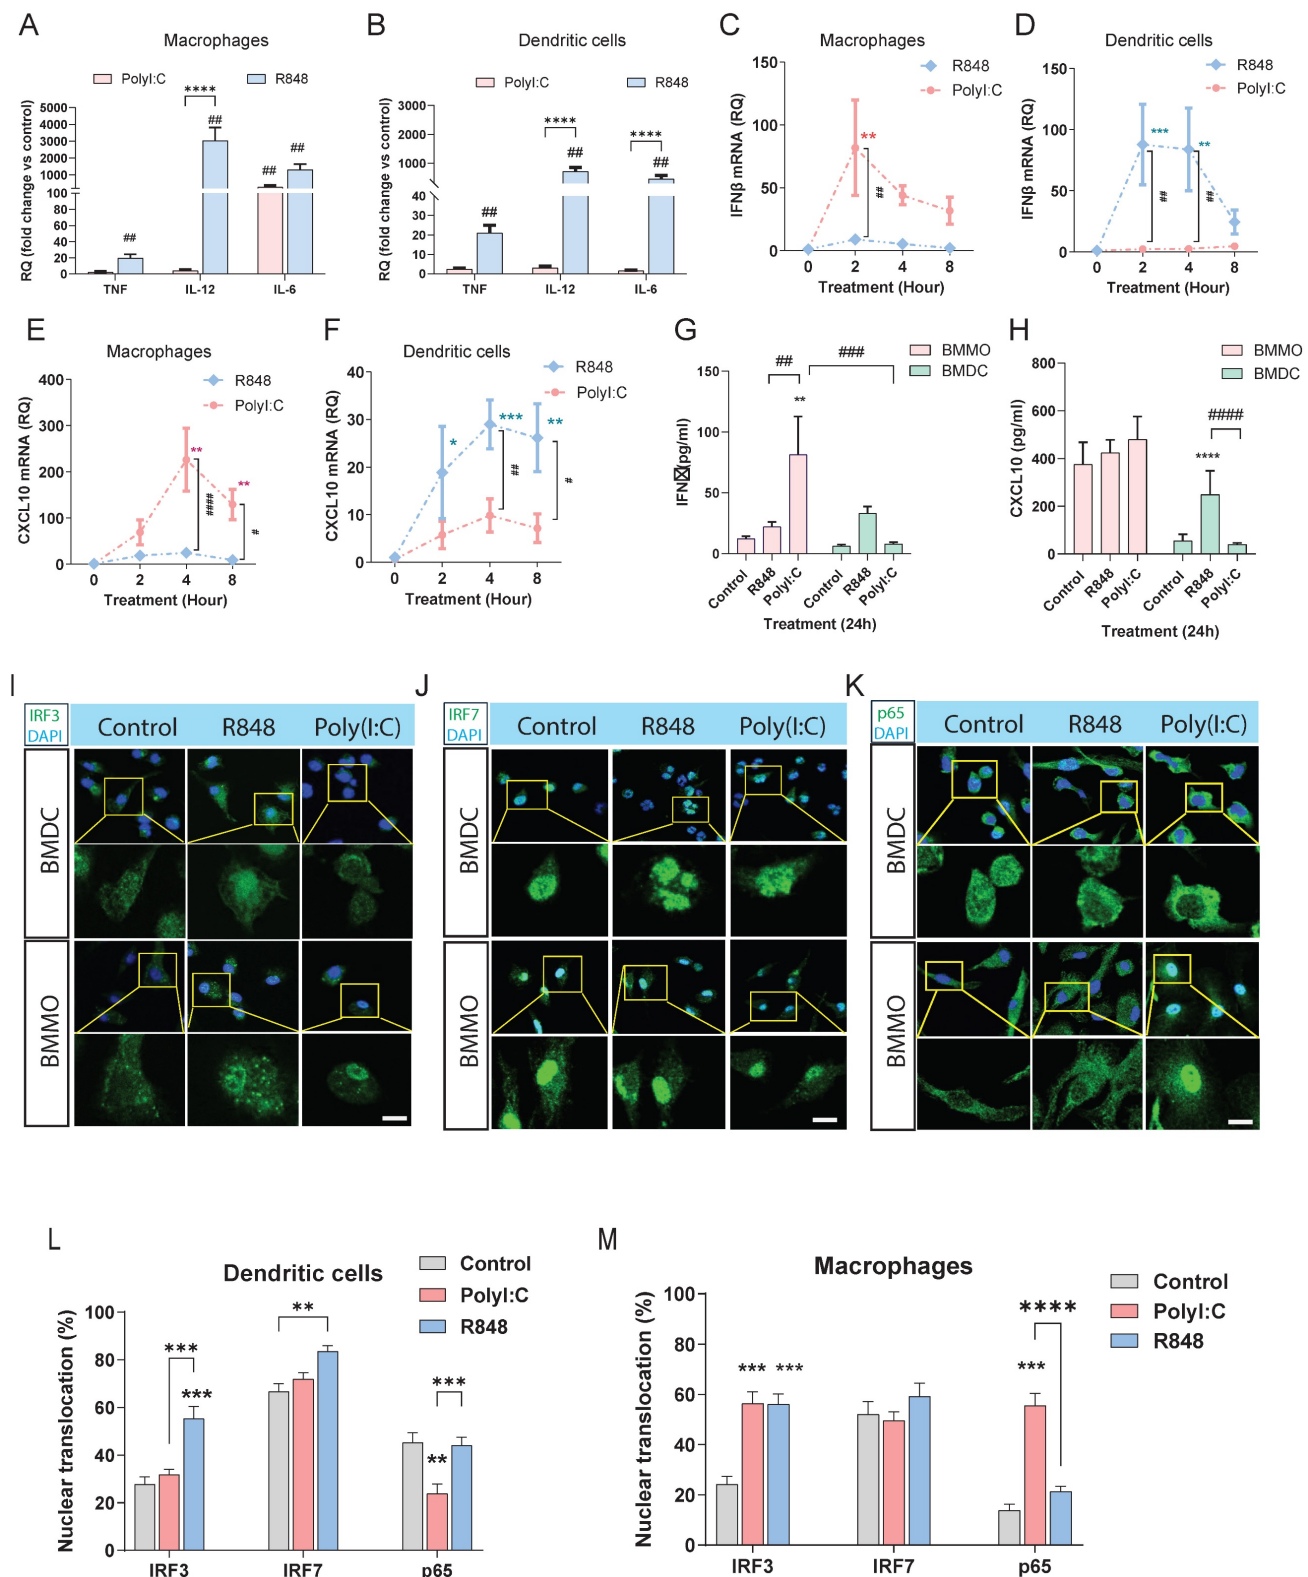 A
Macrophages
PolyI:C
R848
RQ (fold change vs control)
5000
4000
3000
2000
1000
100
80
60
40
20
0
##
****
##
##
##
TNF
IL-12
IL-6
B
Dendritic cells
PolyI:C
R848
RQ (fold change vs control)
3000
2000
1000
40
30
20
10
0
##
****
##
****
##
TNF
IL-12
IL-6
C
Macrophages
R848
PolyI:C
IFNβ mRNA (RQ)
150
100
50
0
**
##
0 2 4 8
Treatment (Hour)
D
Dendritic cells
R848
PolyI:C
IFNβ mRNA (RQ)
150
100
50
0
***
**
##
##
0 2 4 8
Treatment (Hour)
E
Macrophages
R848
PolyI:C
CXCL10 mRNA (RQ)
400
300
200
100
0
**
**
####
#
0 2 4 8
Treatment (Hour)
F
Dendritic cells
R848
PolyI:C
CXCL10 mRNA (RQ)
40
30
20
10
0
*
***
**
##
#
0 2 4 8
Treatment (Hour)
G
BMMO
BMDC
IFN☒(pg/ml)
150
100
50
0
##
###
**
Control
R848
PolyI:C
Control
R848
PolyI:C
Treatment (24h)
H
BMMO
BMDC
CXCL10 (pg/ml)
800
600
400
200
0
####
****
Control
R848
PolyI:C
Control
R848
PolyI:C
Treatment (24h)
I
IRF3
DAPI
Control R848 Poly(I:C)
BMDC
BMMO
J
IRF7
DAPI
Control R848 Poly(I:C)
BMDC
BMMO
K
p65
DAPI
Control R848 Poly(I:C)
BMDC
BMMO
L
Dendritic cells
Control
PolyI:C
R848
Nuclear translocation (%)
100
80
60
40
20
0
***
***
**
***
**
IRF3
IRF7
p65
M
Macrophages
Control
PolyI:C
R848
Nuclear translocation (%)
100
80
60
40
20
0
*** ***
****
***
IRF3
IRF7
p65